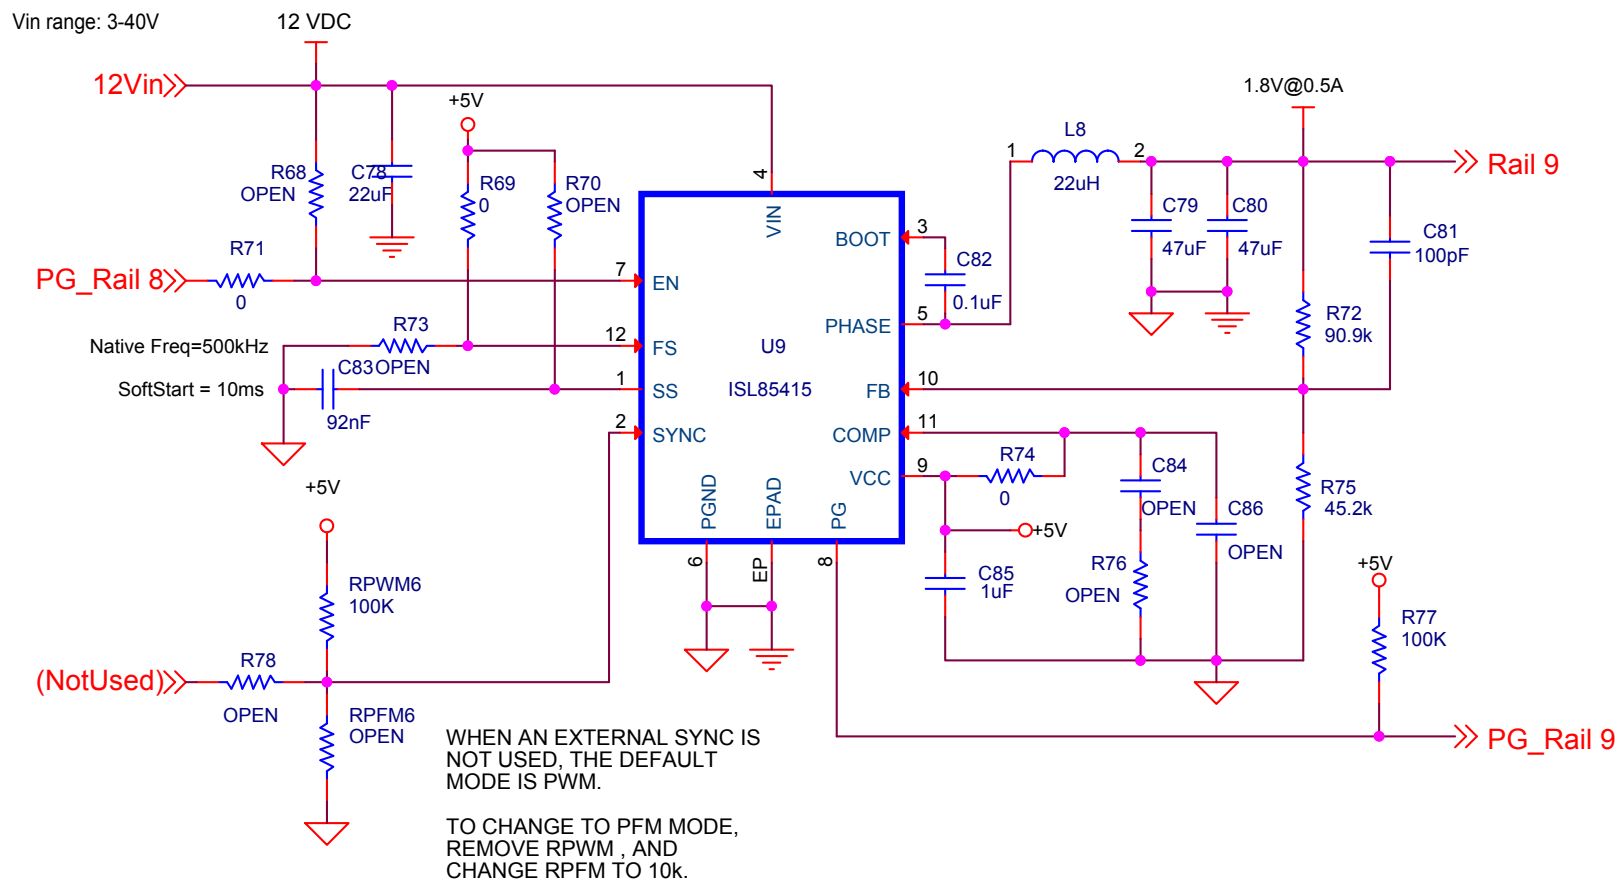 Vin range: 3-40V
12 VDC
12Vin
+5V
1.8V@0.5A
L8
1
2
22uH
Rail 9
R68
OPEN
C78
22uF
R69
0
R70
OPEN
4
VIN
3
BOOT
C79
47uF
C80
47uF
C81
100pF
R71
0
PG_Rail 8
7
EN
C82
0.1uF
5
PHASE
R72
90.9k
Native Freq=500kHz
R73
OPEN
12
FS
U9
ISL85415
SoftStart = 10ms
C83
92nF
1
SS
10
FB
2
SYNC
11
COMP
9
VCC
R74
0
C84
OPEN
C86
OPEN
R75
45.2k
PGND
EPAD
PG
6
EP
8
+5V
+5V
C85
1uF
R76
OPEN
+5V
R77
100K
RPWM6
100K
(NotUsed)
R78
OPEN
RPFM6
OPEN
PG_Rail 9
WHEN AN EXTERNAL SYNC IS
NOT USED, THE DEFAULT
MODE IS PWM.
TO CHANGE TO PFM MODE,
REMOVE RPWM , AND
CHANGE RPFM TO 10k.